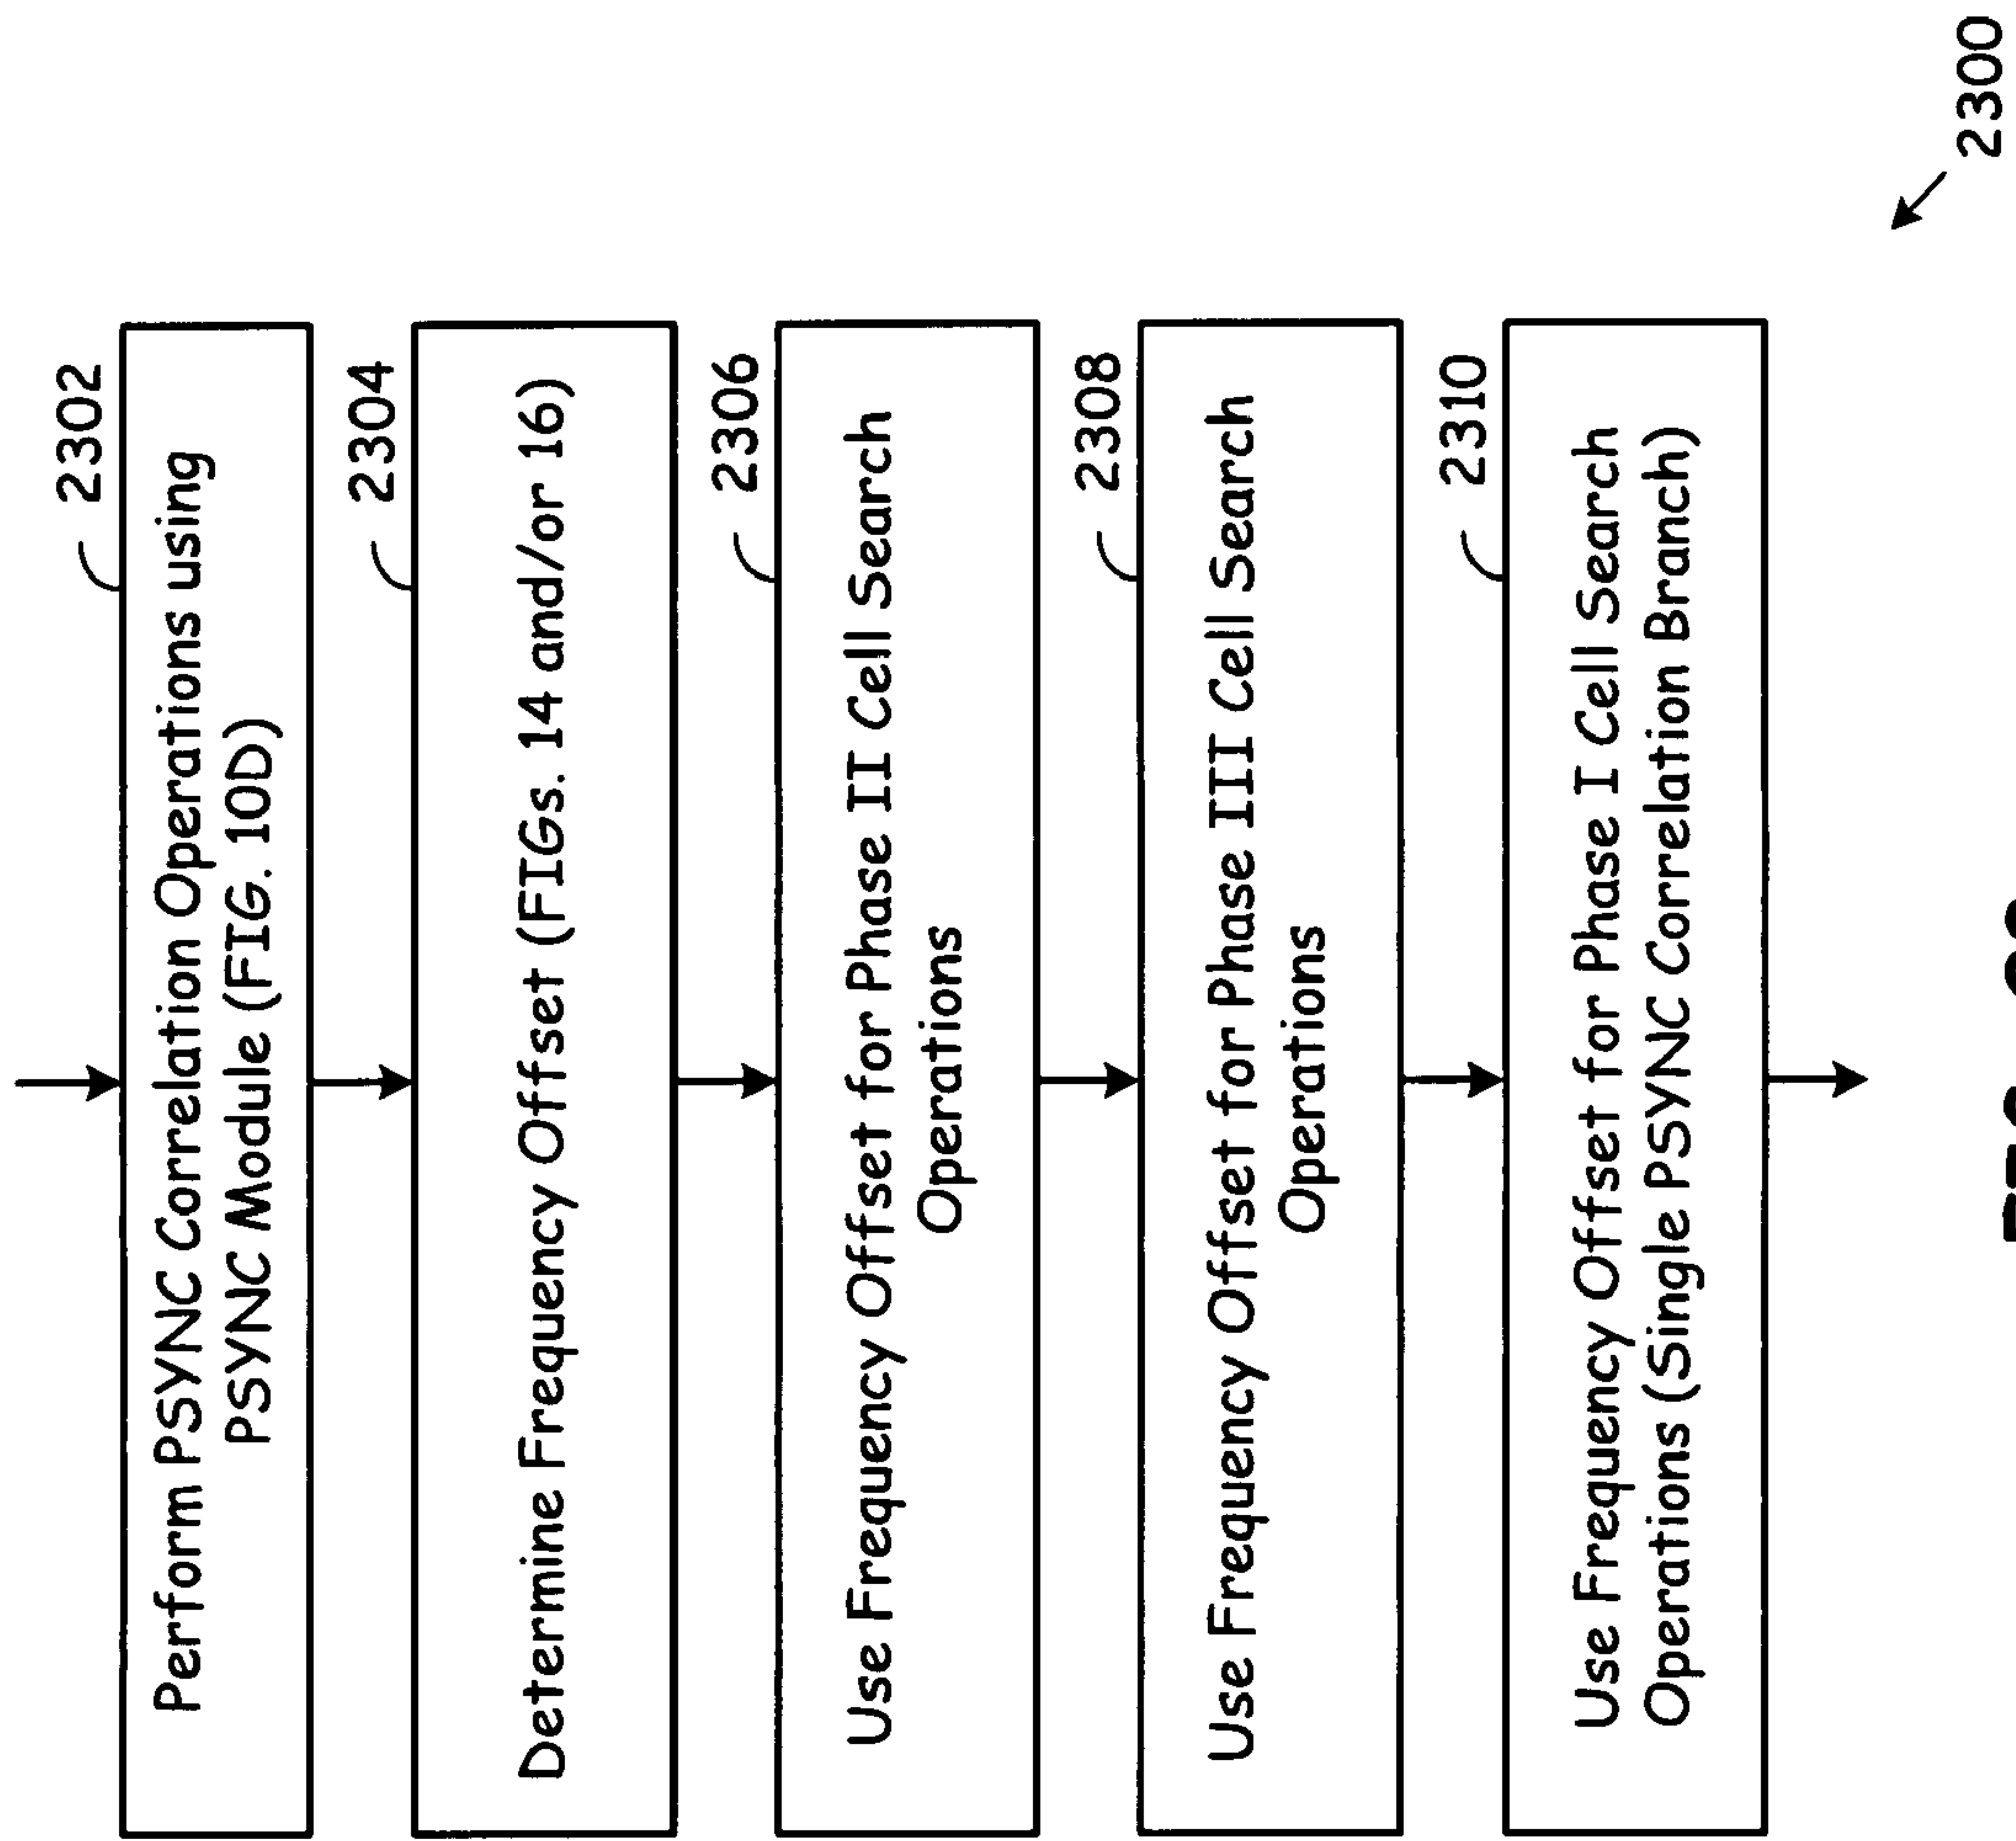 2302
Perform PSYNC Correlation Operations using
PSYNC Module (FIG. 10D)
2304
Determine Frequency Offset (FIGs. 14 and/or 16)
2306
Use Frequency Offset for Phase II Cell Search
Operations
2308
Use Frequency Offset for Phase III Cell Search
Operations
2310
Use Frequency Offset for Phase I Cell Search
Operations (Single PSYNC Correlation Branch)
2300